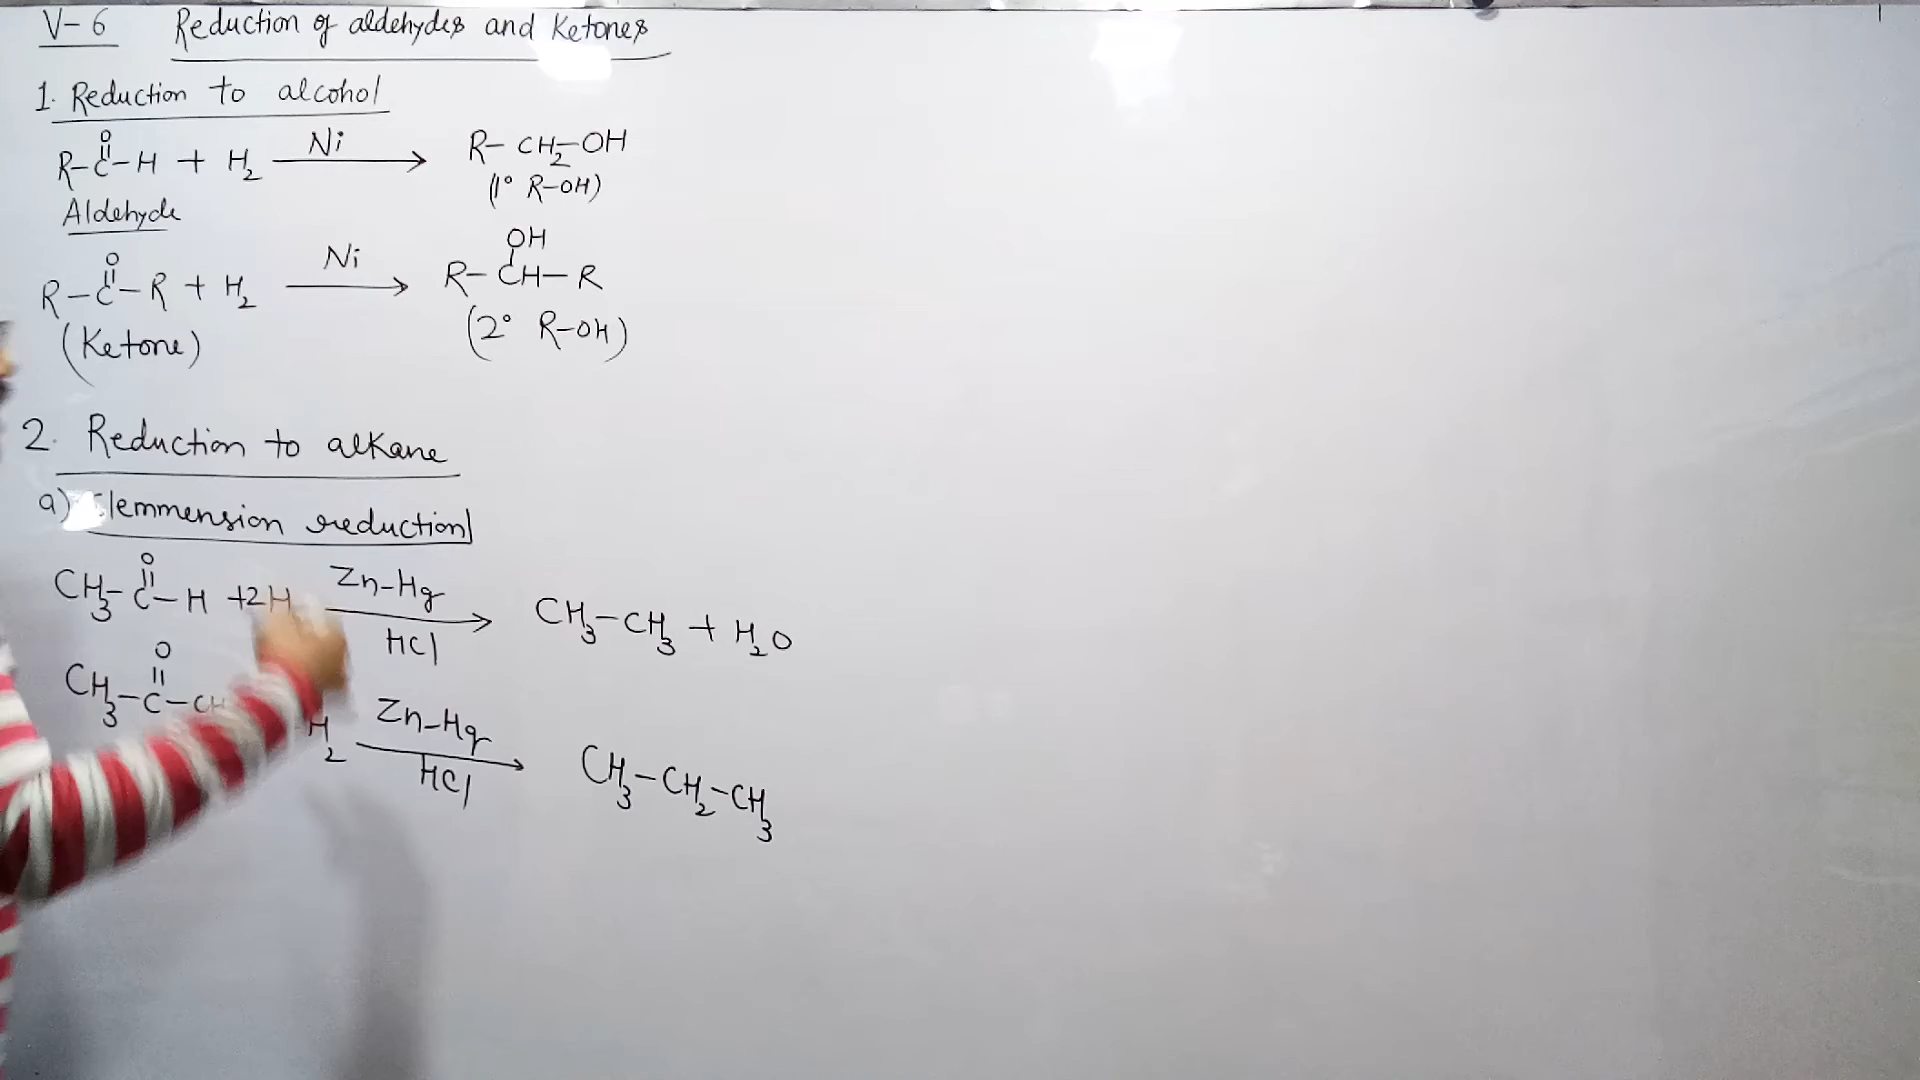 V-6 Reduction of aldehydes and Ketones
1. Reduction to alcohol
O
R-C-H + H2 Ni R-CH2-OH
(1° R-OH)
Aldehyde
O OH
R-C-R + H2 Ni R-CH-R
(Ketone) (2° R-OH)
2. Reduction to alkane
a) Clemmension reduction
O
CH3-C-H +2H Zn-Hg HCl CH3-CH3 + H2O
O
CH3-C-CH H2 Zn-Hg HCl CH3-CH2-CH3